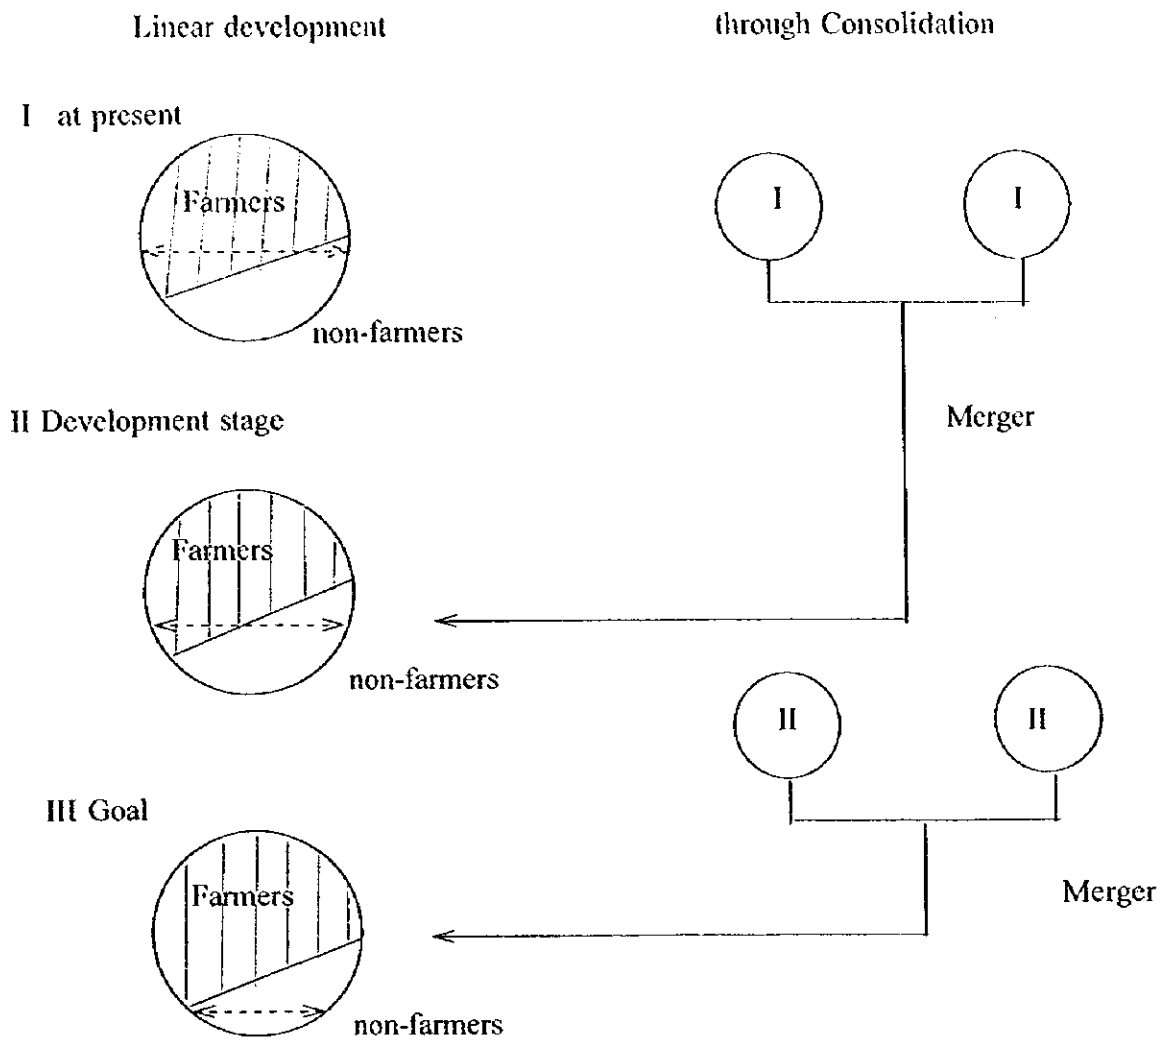 Linear development
through Consolidation
I at present
Farmers
I
I
non-farmers
II Development stage
Merger
Farmers
non-farmers
II
II
III Goal
Farmers
Merger
non-farmers